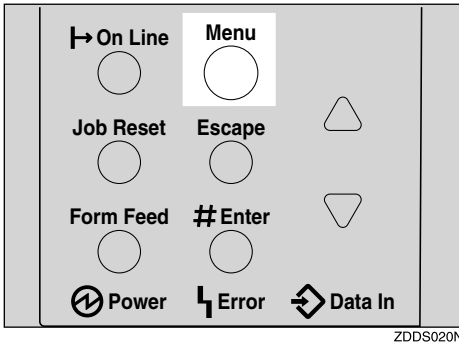 On Line Menu
Job Reset Escape
Form Feed # Enter
Power Error Data In
ZDDS020N